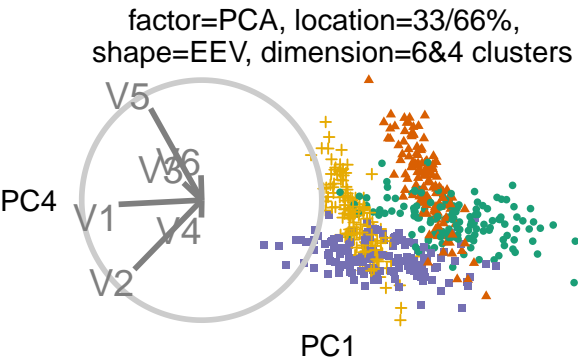 factor=PCA, location=33/66%,
shape=EEV, dimension=6&4 clusters
V5
V3
V6
PC4
V1
V4
V2
PC1